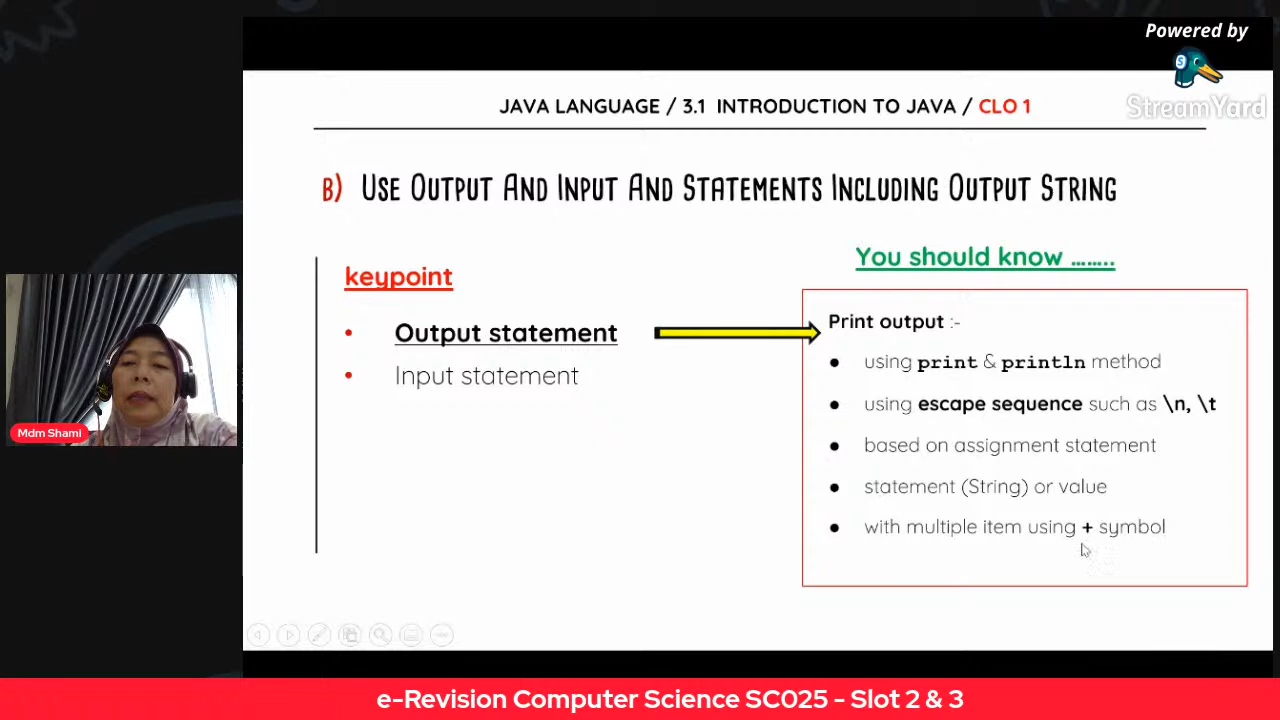 Powered by
StreamYard
JAVA LANGUAGE / 3.1 INTRODUCTION TO JAVA / CLO 1
B) USE OUTPUT AND INPUT AND STATEMENTS INCLUDING OUTPUT STRING
keypoint
• Output statement
• Input statement
You should know ........
Print output :-
● using print & println method
● using escape sequence such as \n, \t
● based on assignment statement
● statement (String) or value
● with multiple item using + symbol
Mdm Shami
e-Revision Computer Science SC025 - Slot 2 & 3